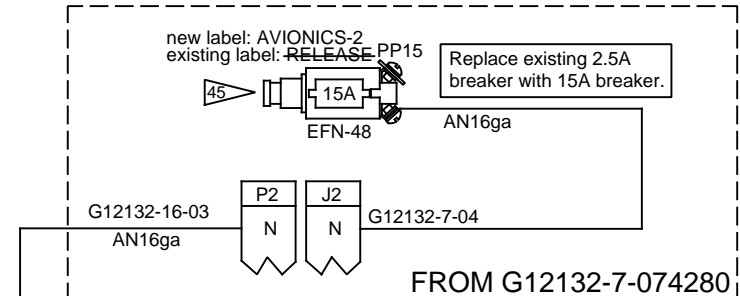 new label: AVIONICS-2
existing label: RELEASE PP15
Replace existing 2.5A
breaker with 15A breaker.
45
15A
EFN-48
AN16ga
P2
J2
G12132-16-03
N
N
G12132-7-04
AN16ga
FROM G12132-7-074280